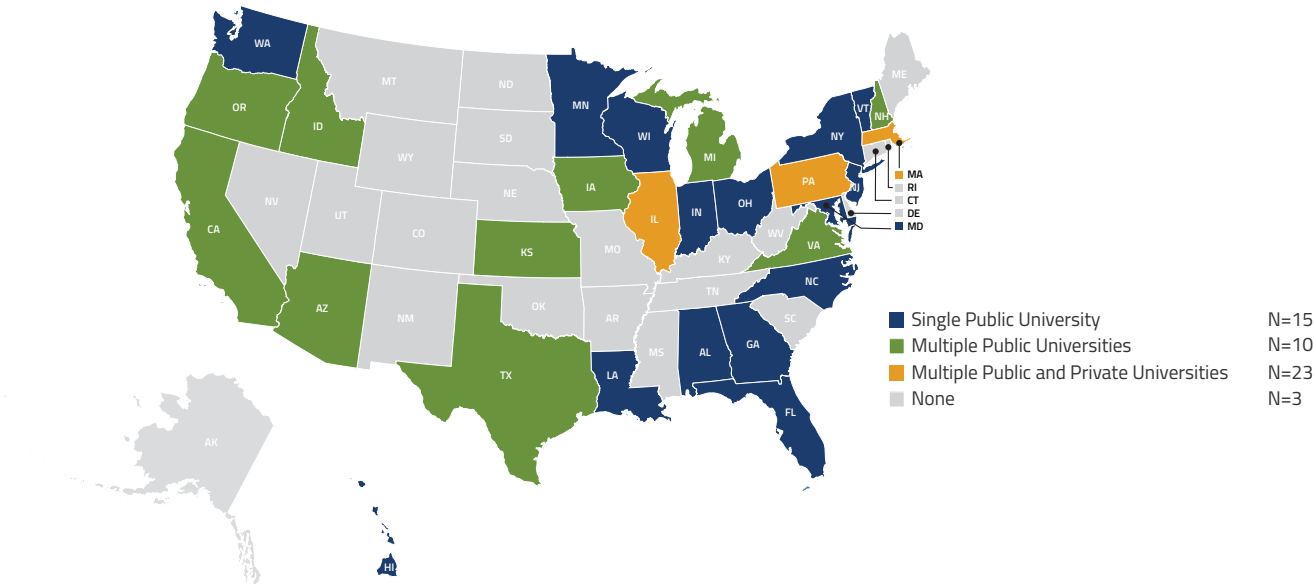 WA
MT
ND
MN
ME
OR
ID
SD
WI
VT
NH
NY
WY
MI
MA
RI
CT
DE
MD
PA
NJ
IA
NE
NV
UT
IL
IN
OH
CA
CO
KS
MO
WV
VA
KY
NC
AZ
NM
OK
AR
TN
SC
MS
AL
GA
TX
LA
FL
AK
HI
Single Public University N=15
Multiple Public Universities N=10
Multiple Public and Private Universities N=23
None N=3